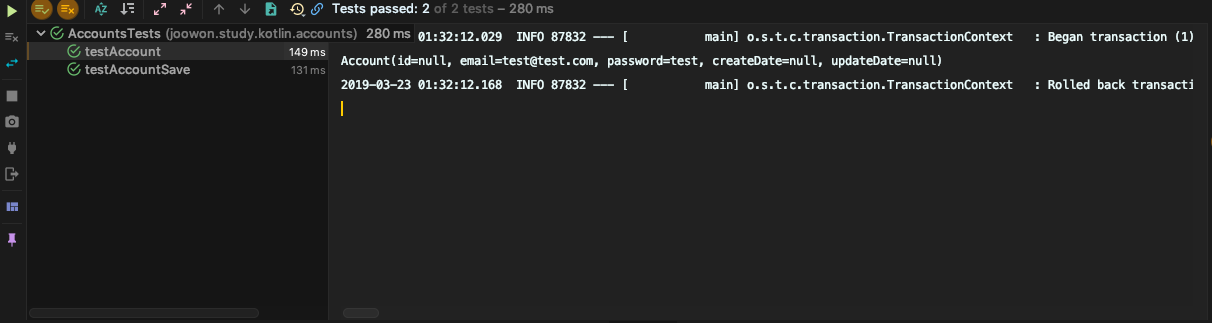 Tests passed: 2 of 2 tests – 280 ms
AccountsTests (joowon.study.kotlin.accounts) 280 ms
testAccount 149 ms
testAccountSave 131 ms
01:32:12.029  INFO 87832 --- [           main] o.s.t.c.transaction.TransactionContext   : Began transaction (1)
Account(id=null, email=test@test.com, password=test, createDate=null, updateDate=null)
2019-03-23 01:32:12.168  INFO 87832 --- [           main] o.s.t.c.transaction.TransactionContext   : Rolled back transacti